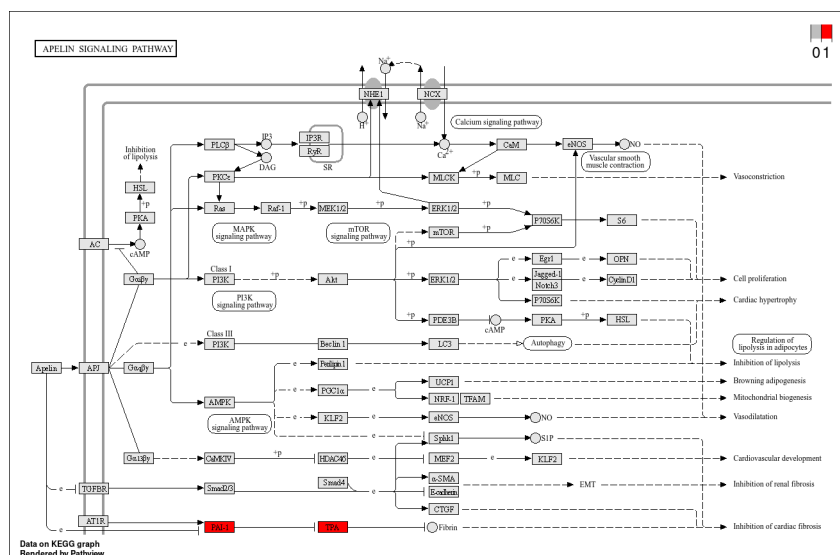 APELIN SIGNALING PATHWAY
0 1
Na+
NHE1
NCX
H+
Na+
Calcium signaling pathway
Inhibition
of lipolysis
PLCβ
IP3
IP3R
RyR
SR
DAG
Ca2+
CaM
eNOS
NO
Vascular smooth
muscle contraction
HSL
+p
PKA
cAMP
PKCε
MLCK
+p
MLC
Vasoconstriction
Ras
Raf-1
+p
MEK1/2
+p
ERK1/2
+p
P70S6K
S6
MAPK
signaling pathway
mTOR
signaling pathway
mTOR
+p
+p
AC
Gαiβγ
Class I
PI3K
+p
Akt
+p
ERK1/2
e
Egr1
e
OPN
e
Jagged-1
Notch3
e
CyclinD1
Cell proliferation
e
P70S6K
Cardiac hypertrophy
PI3K
signaling pathway
+p
PDE3B
cAMP
PKA
+p
HSL
Class III
e
PI3K
Beclin 1
LC3
Autophagy
Regulation of
lipolysis in adipocytes
Apelin
APJ
Gαqβγ
e
Perilipin1
Inhibition of lipolysis
e
PGC1α
e
UCP1
Browning adipogenesis
NRF-1
TFAM
Mitochondrial biogenesis
AMPK
AMPK
signaling pathway
e
KLF2
e
eNOS
NO
Vasodilatation
e
Sphk1
S1P
Gα13βγ
CaMKIV
+p
HDAC4/5
e
MEF2
e
KLF2
Cardiovascular development
e
TGFBR
Smad2/3
Smad4
e
α-SMA
E-cadherin
EMT
Inhibition of renal fibrosis
CTGF
AT1R
e
PAI-1
TPA
Fibrin
Inhibition of cardiac fibrosis
Data on KEGG graph
Rendered by Pathview